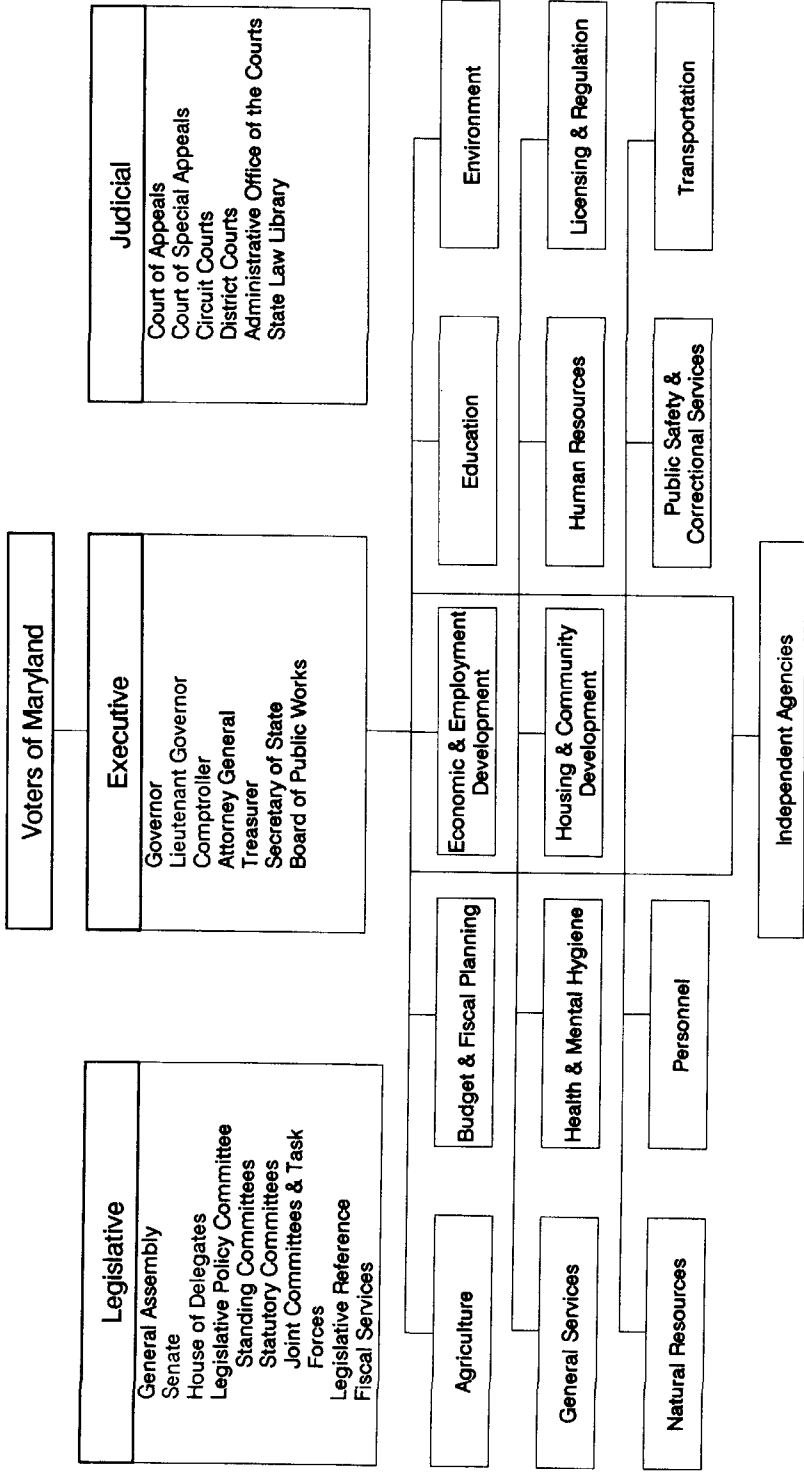 Voters of Maryland
Legislative
General Assembly
Senate
House of Delegates
Legislative Policy Committee
Standing Committees
Statutory Committees
Joint Committees & Task
Forces
Legislative Reference
Fiscal Services
Executive
Governor
Lieutenant Governor
Comptroller
Attorney General
Treasurer
Secretary of State
Board of Public Works
Judicial
Court of Appeals
Court of Special Appeals
Circuit Courts
District Courts
Administrative Office of the Courts
State Law Library
Agriculture
Budget & Fiscal Planning
Economic & Employment
Development
Education
Environment
General Services
Health & Mental Hygiene
Housing & Community
Development
Human Resources
Licensing & Regulation
Natural Resources
Personnel
Public Safety &
Correctional Services
Transportation
Independent Agencies